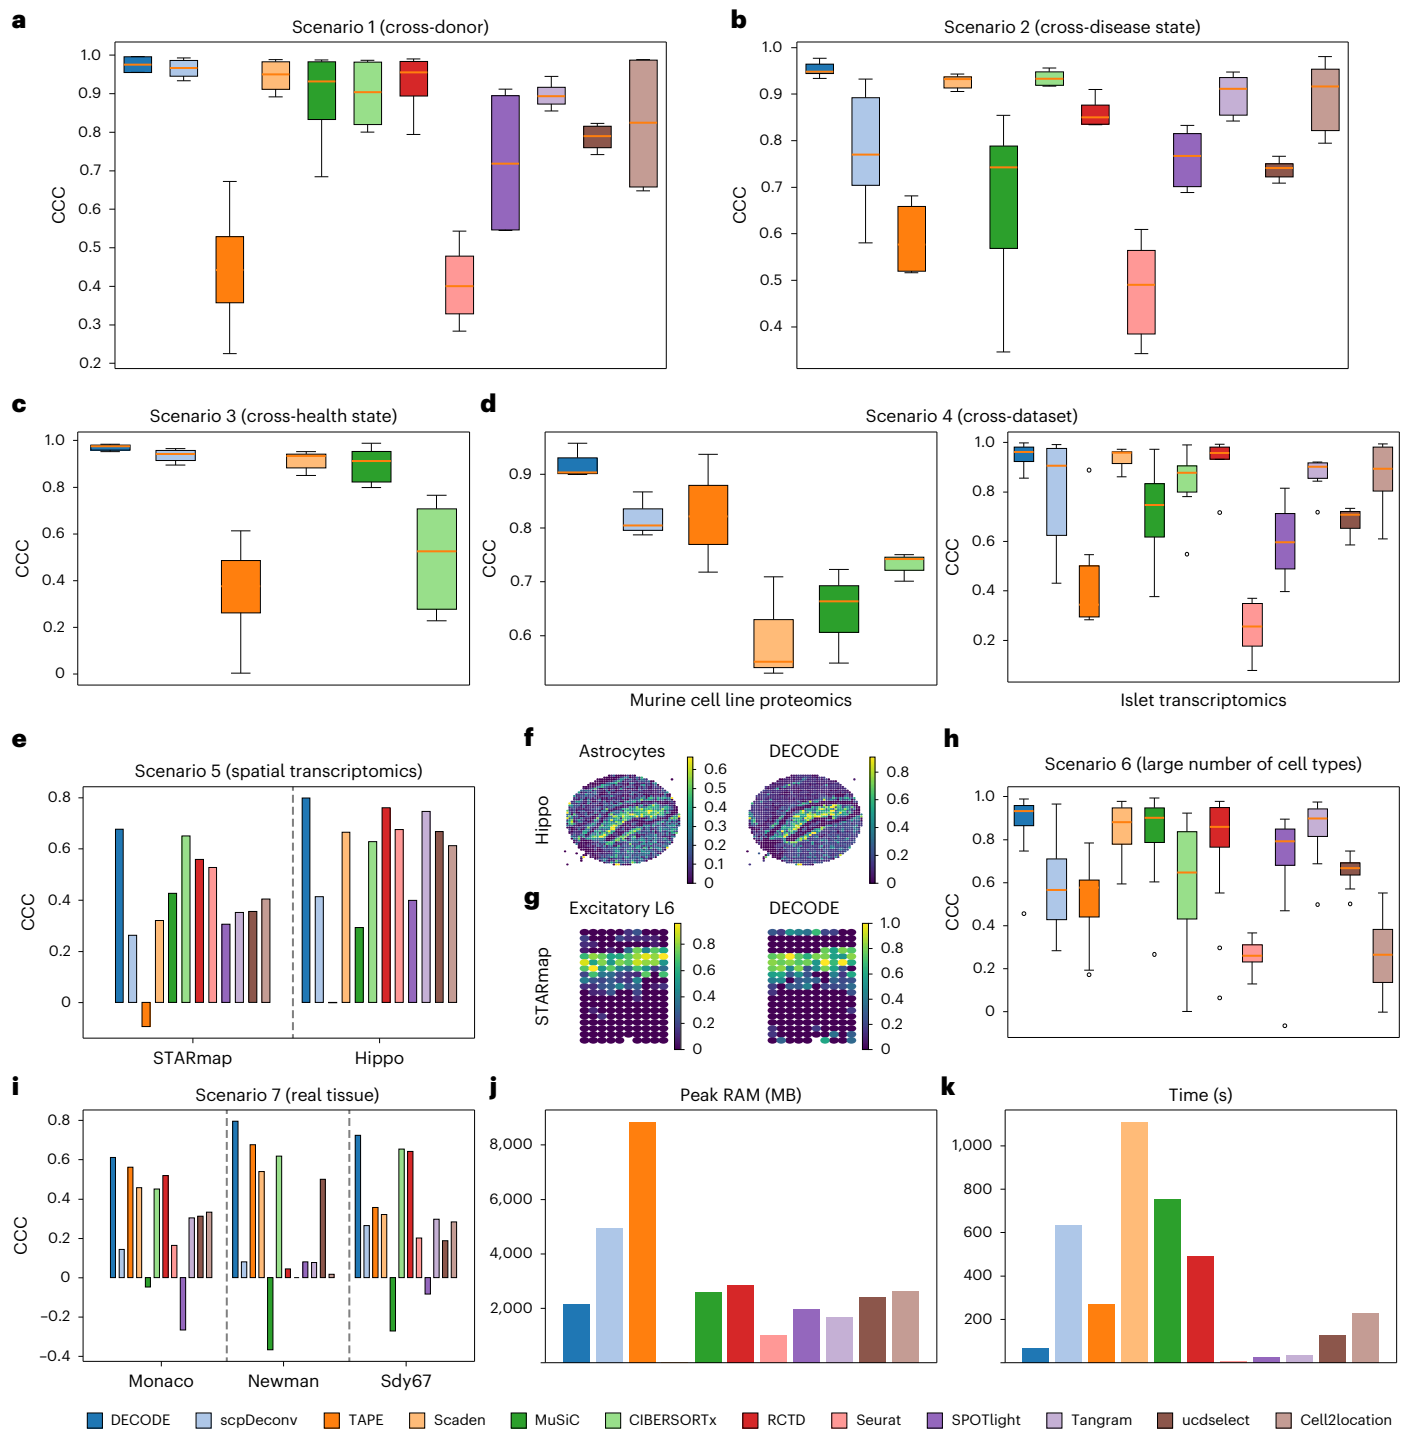 a
Scenario 1 (cross-donor)
CCC
1.0
0.9
0.8
0.7
0.6
0.5
0.4
0.3
0.2
b
Scenario 2 (cross-disease state)
CCC
1.0
0.9
0.8
0.7
0.6
0.5
0.4
c
Scenario 3 (cross-health state)
CCC
1.0
0.8
0.6
0.4
0.2
0
d
Scenario 4 (cross-dataset)
CCC
0.9
0.8
0.7
0.6
Murine cell line proteomics
CCC
1.0
0.8
0.6
0.4
0.2
Islet transcriptomics
e
Scenario 5 (spatial transcriptomics)
CCC
0.8
0.6
0.4
0.2
0
STARmap Hippo
f
Astrocytes DECODE
Hippo
0.6
0.5
0.4
0.3
0.2
0.1
0
0.8
0.6
0.4
0.2
0
g
Excitatory L6 DECODE
STARmap
0.8
0.6
0.4
0.2
0
1.0
0.8
0.6
0.4
0.2
0
h
Scenario 6 (large number of cell types)
CCC
1.0
0.8
0.6
0.4
0.2
0
i
Scenario 7 (real tissue)
CCC
0.8
0.6
0.4
0.2
0
−0.2
−0.4
Monaco Newman Sdy67
j
Peak RAM (MB)
8,000
6,000
4,000
2,000
k
Time (s)
1,000
800
600
400
200
DECODE scpDeconv TAPE Scaden MuSiC CIBERSORTx RCTD Seurat SPOTlight Tangram ucdselect Cell2location